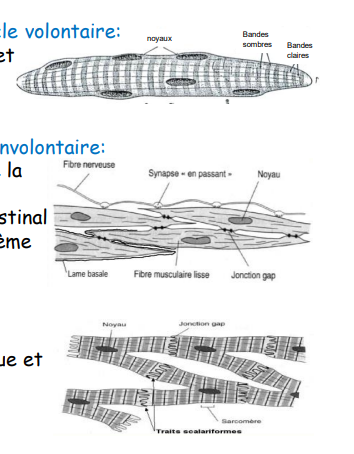 cle volontaire:
noyaux
Bandes
sombres
Bandes
claires
et
nvolontaire:
la
Fibre nerveuse
Synapse « en passant »
Noyau
stinal
ème
Lame basale
Fibre musculaire lisse
Jonction gap
Noyau
Jonction gap
ue et
Sarcomère
Traits scalariformes